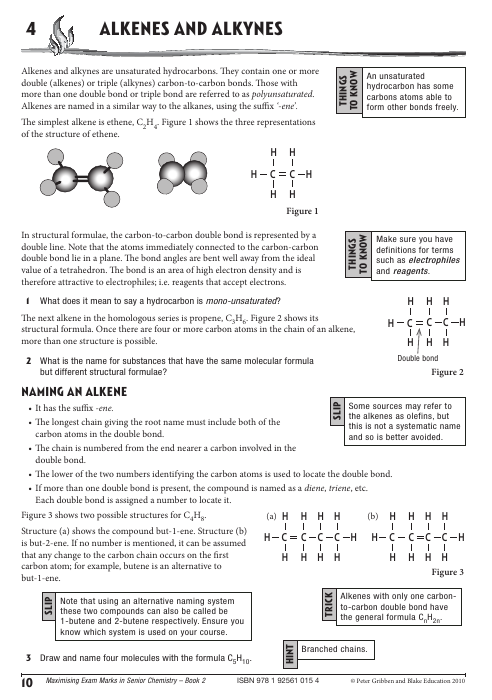 4 ALKENES AND ALKYNES
Alkenes and alkynes are unsaturated hydrocarbons. They contain one or more
double (alkenes) or triple (alkynes) carbon-to-carbon bonds. Those with
more than one double bond or triple bond are referred to as polyunsaturated.
Alkenes are named in a similar way to the alkanes, using the suffix '-ene'.
THINGS TO KNOW
An unsaturated
hydrocarbon has some
carbons atoms able to
form other bonds freely.
The simplest alkene is ethene, C2H4. Figure 1 shows the three representations
of the structure of ethene.
H H
H C = C H
H H
Figure 1
In structural formulae, the carbon-to-carbon double bond is represented by a
double line. Note that the atoms immediately connected to the carbon-carbon
double bond lie in a plane. The bond angles are bent well away from the ideal
value of a tetrahedron. The bond is an area of high electron density and is
therefore attractive to electrophiles; i.e. reagents that accept electrons.
THINGS TO KNOW
Make sure you have
definitions for terms
such as electrophiles
and reagents.
1 What does it mean to say a hydrocarbon is mono-unsaturated?
The next alkene in the homologous series is propene, C3H6. Figure 2 shows its
structural formula. Once there are four or more carbon atoms in the chain of an alkene,
more than one structure is possible.
H H H
H – C = C – C – H
H H H
Double bond
Figure 2
2 What is the name for substances that have the same molecular formula
but different structural formulae?
NAMING AN ALKENE
• It has the suffix -ene.
• The longest chain giving the root name must include both of the
carbon atoms in the double bond.
• The chain is numbered from the end nearer a carbon involved in the
double bond.
• The lower of the two numbers identifying the carbon atoms is used to locate the double bond.
• If more than one double bond is present, the compound is named as a diene, triene, etc.
Each double bond is assigned a number to locate it.
SLIP
Some sources may refer to
the alkenes as olefins, but
this is not a systematic name
and so is better avoided.
Figure 3 shows two possible structures for C4H8.
Structure (a) shows the compound but-1-ene. Structure (b)
is but-2-ene. If no number is mentioned, it can be assumed
that any change to the carbon chain occurs on the first
carbon atom; for example, butene is an alternative to
but-1-ene.
(a) H H H H
H – C = C – C – C – H
H H H H
(b) H H H H
H – C – C = C – C – H
H H H H
Figure 3
SLIP
Note that using an alternative naming system
these two compounds can also be called be
1-butene and 2-butene respectively. Ensure you
know which system is used on your course.
TRICK
Alkenes with only one carbon-
to-carbon double bond have
the general formula CnH2n.
3 Draw and name four molecules with the formula C5H10.
HINT
Branched chains.
10 Maximising Exam Marks in Senior Chemistry – Book 2 ISBN 978 1 92561 015 4 © Peter Gribben and Blake Education 2010